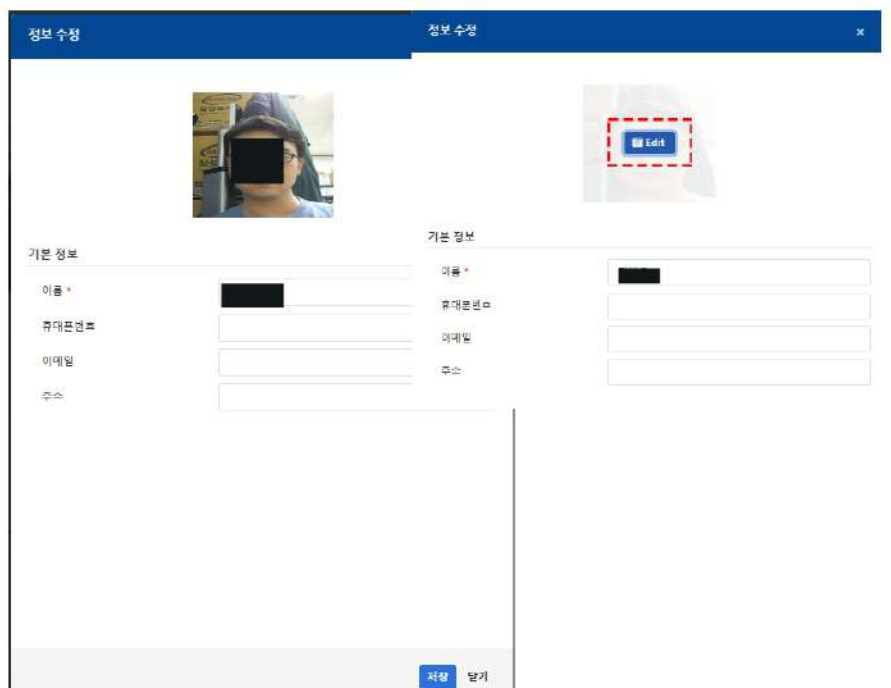 정보 수정
기본 정보
이름 *
휴대폰번호
이메일
주소
저장 닫기
정보 수정 ×
Edit
기본 정보
이름 *
휴대폰번호
이메일
주소